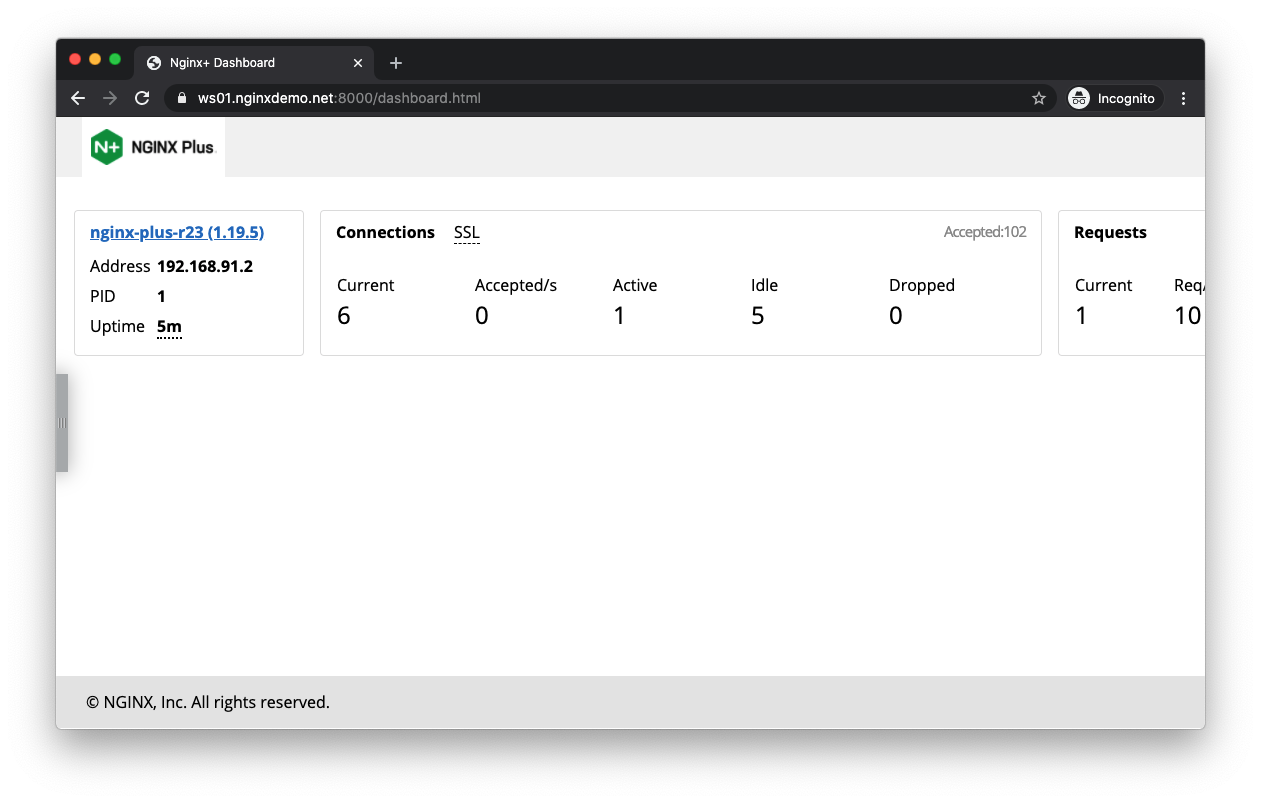 Nginx+ Dashboard
ws01.nginxdemo.net:8000/dashboard.html
Incognito
N+ NGINX Plus
nginx-plus-r23 (1.19.5)
Address 192.168.91.2
PID 1
Uptime 5m
Connections SSL Accepted:102
Current Accepted/s Active Idle Dropped
6 0 1 5 0
Requests
Current Req/
1 10
© NGINX, Inc. All rights reserved.